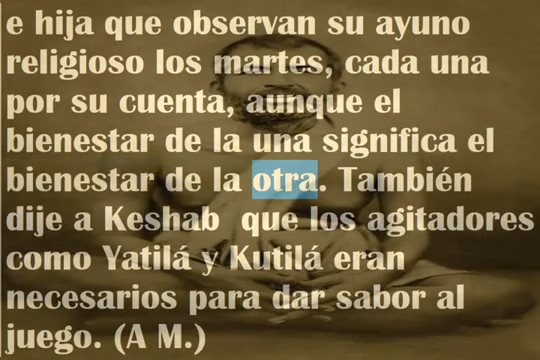 e hija que observan su ayuno
religioso los martes, cada una
por su cuenta, aunque el
bienestar de la una significa el
bienestar de la otra. También
dije a Keshab  que los agitadores
como Yatilá y Kutilá eran
necesarios para dar sabor al
juego. (A M.)